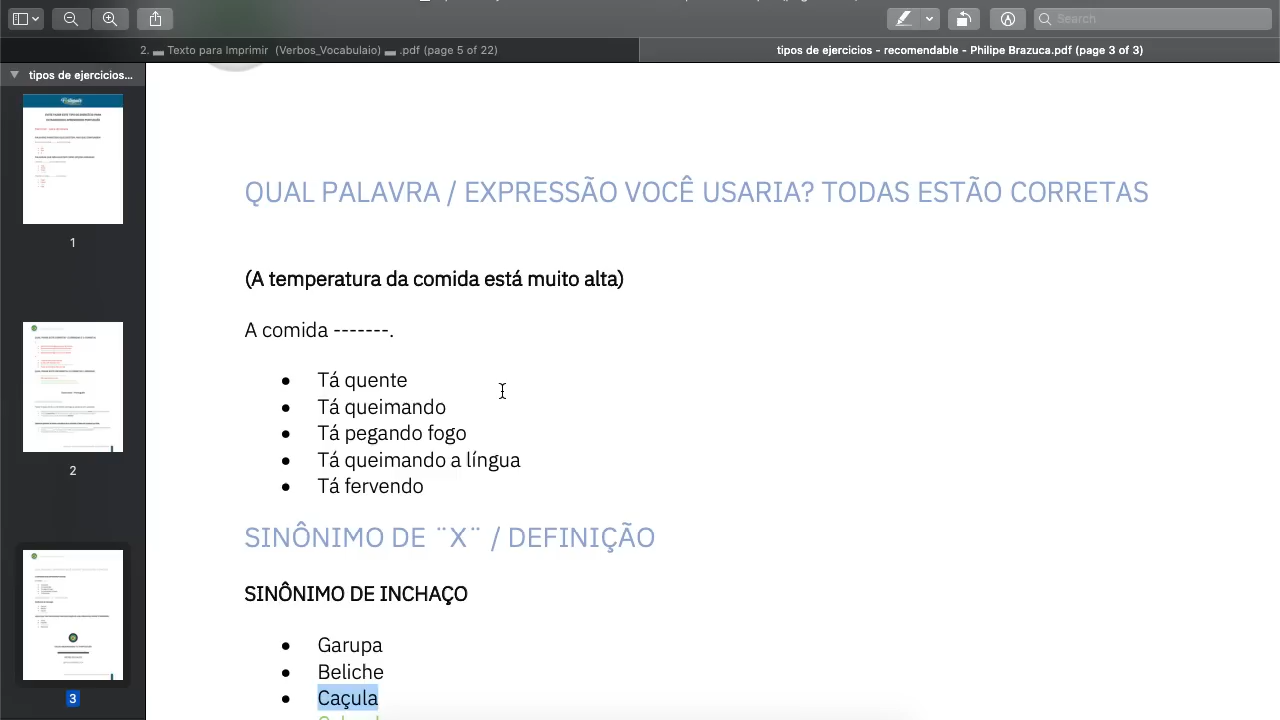 Search
2. Texto para Imprimir (Verbos_Vocabulaio) .pdf (page 5 of 22)
tipos de ejercicios - recomendable - Philipe Brazuca.pdf (page 3 of 3)
tipos de ejercicios...
1
2
3
QUAL PALAVRA / EXPRESSÃO VOCÊ USARIA? TODAS ESTÃO CORRETAS
(A temperatura da comida está muito alta)
A comida -------.
• Tá quente
• Tá queimando
• Tá pegando fogo
• Tá queimando a língua
• Tá fervendo
SINÔNIMO DE ¨X¨ / DEFINIÇÃO
SINÔNIMO DE INCHAÇO
• Garupa
• Beliche
• Caçula